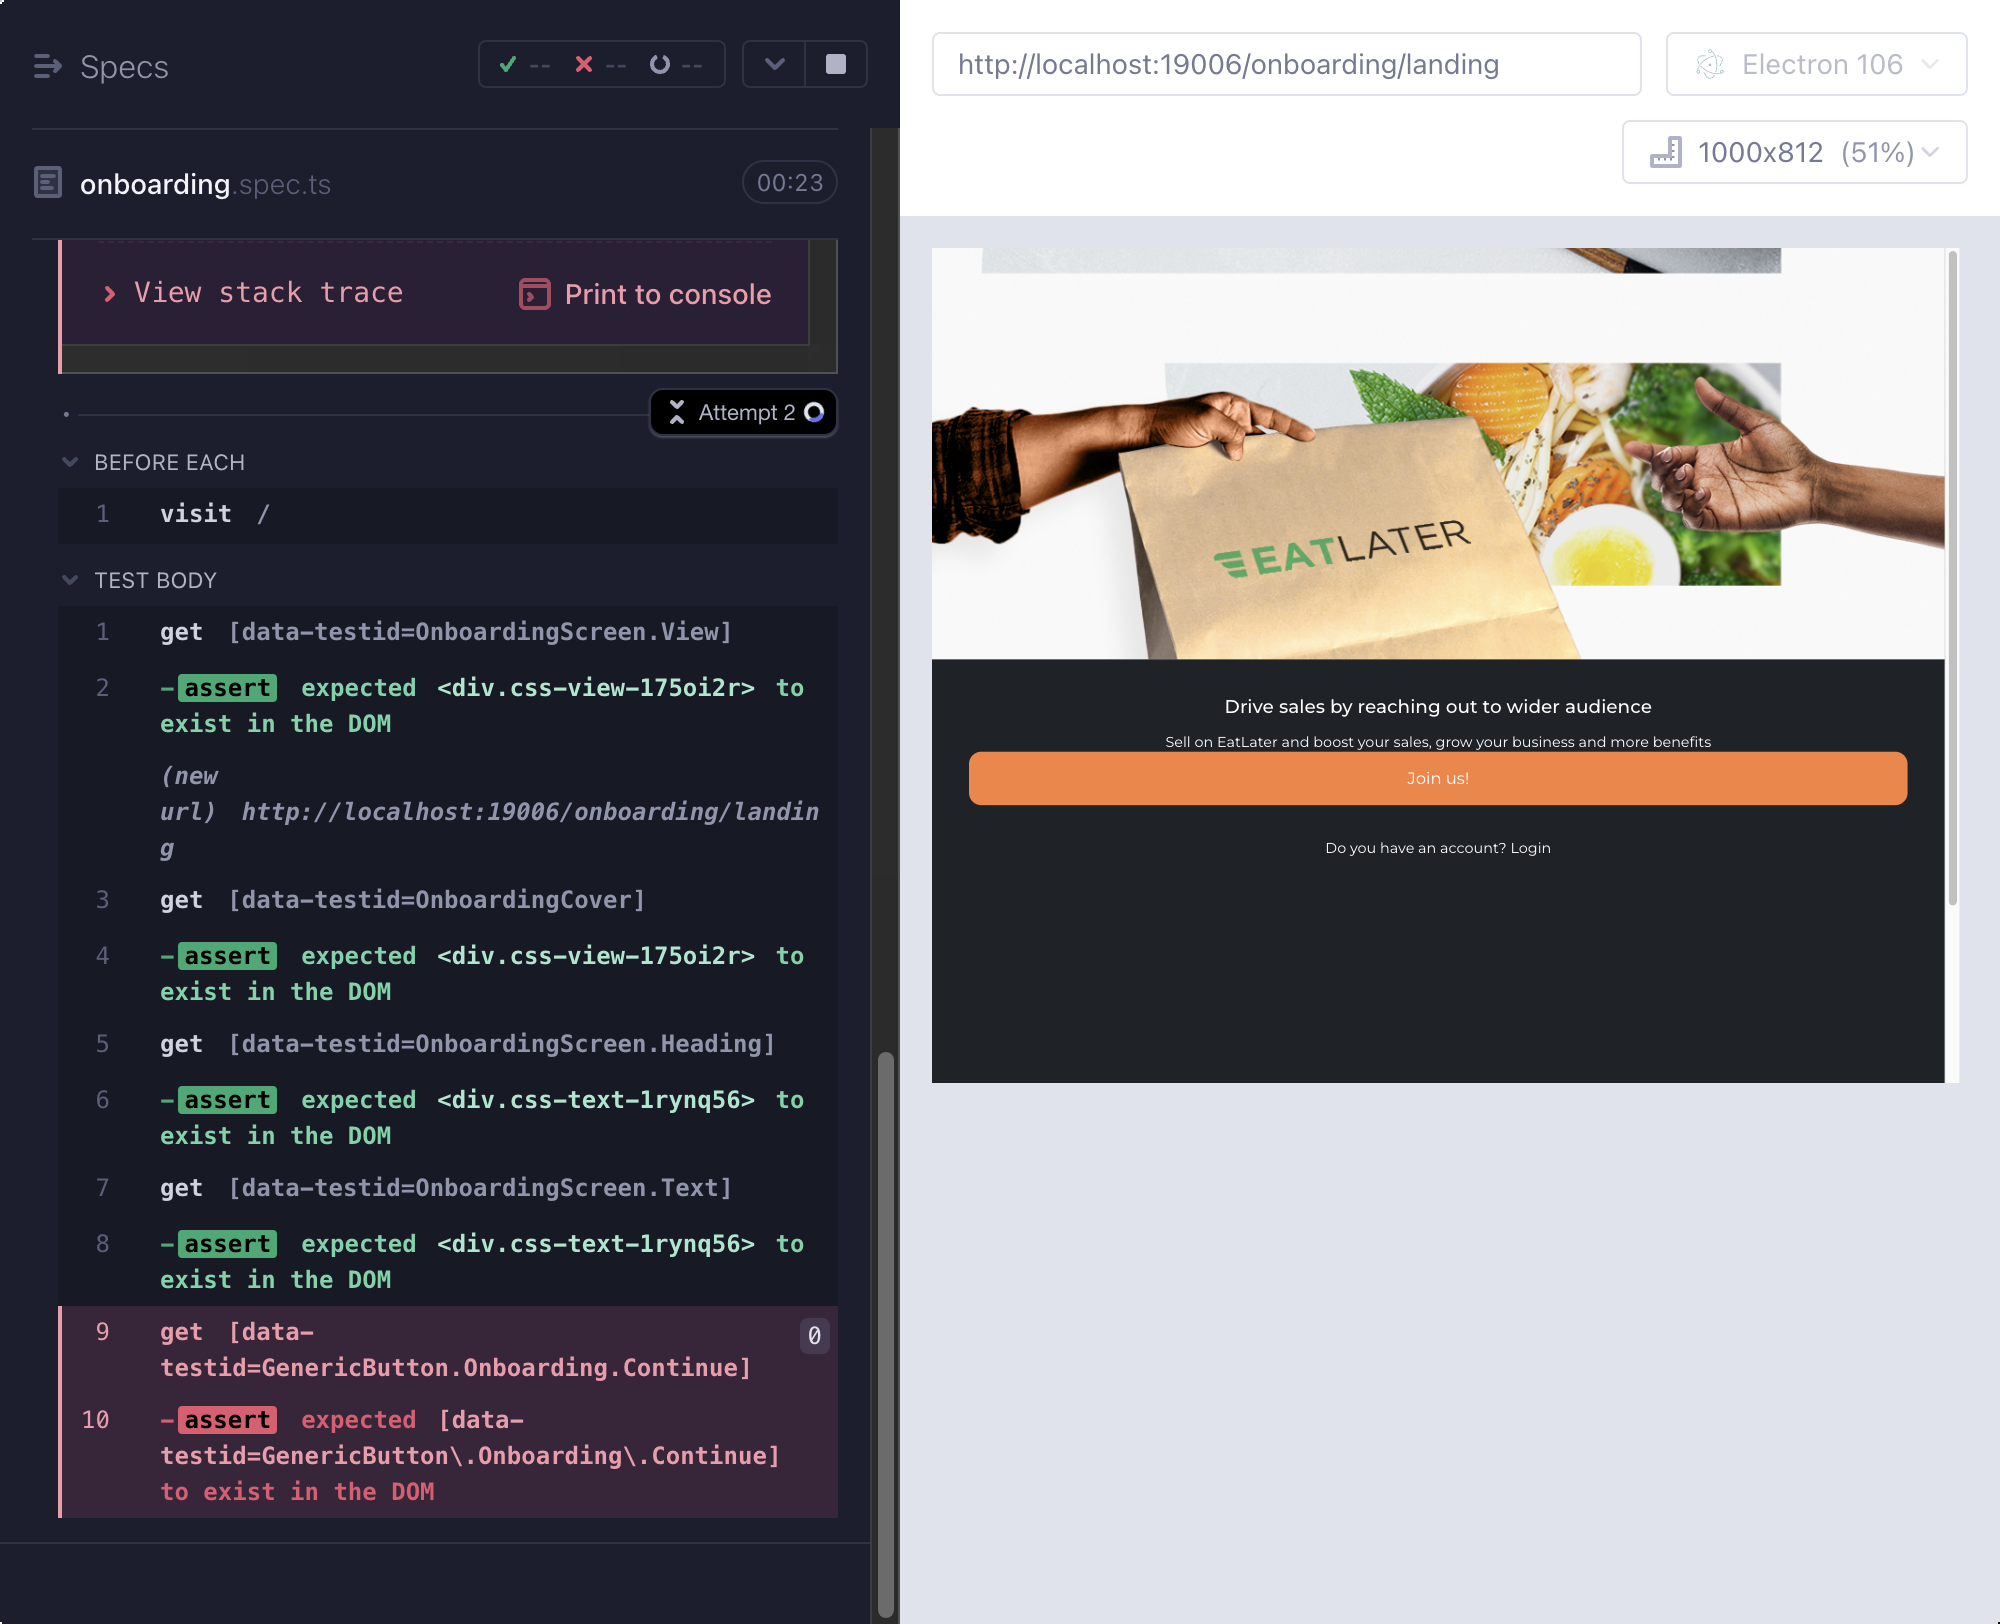 Specs
--
--
--
onboarding.spec.ts
00:23
View stack trace
Print to console
Attempt 2
BEFORE EACH
1 visit /
TEST BODY
1 get [data-testid=OnboardingScreen.View]
2 -assert expected <div.css-view-175oi2r> to
exist in the DOM
(new
url) http://localhost:19006/onboarding/landin
g
3 get [data-testid=OnboardingCover]
4 -assert expected <div.css-view-175oi2r> to
exist in the DOM
5 get [data-testid=OnboardingScreen.Heading]
6 -assert expected <div.css-text-1rynq56> to
exist in the DOM
7 get [data-testid=OnboardingScreen.Text]
8 -assert expected <div.css-text-1rynq56> to
exist in the DOM
9 get [data-
testid=GenericButton.Onboarding.Continue]
0
10 -assert expected [data-
testid=GenericButton\.Onboarding\.Continue]
to exist in the DOM
http://localhost:19006/onboarding/landing
Electron 106
1000x812 (51%)
EATLATER
Drive sales by reaching out to wider audience
Sell on EatLater and boost your sales, grow your business and more benefits
Join us!
Do you have an account? Login